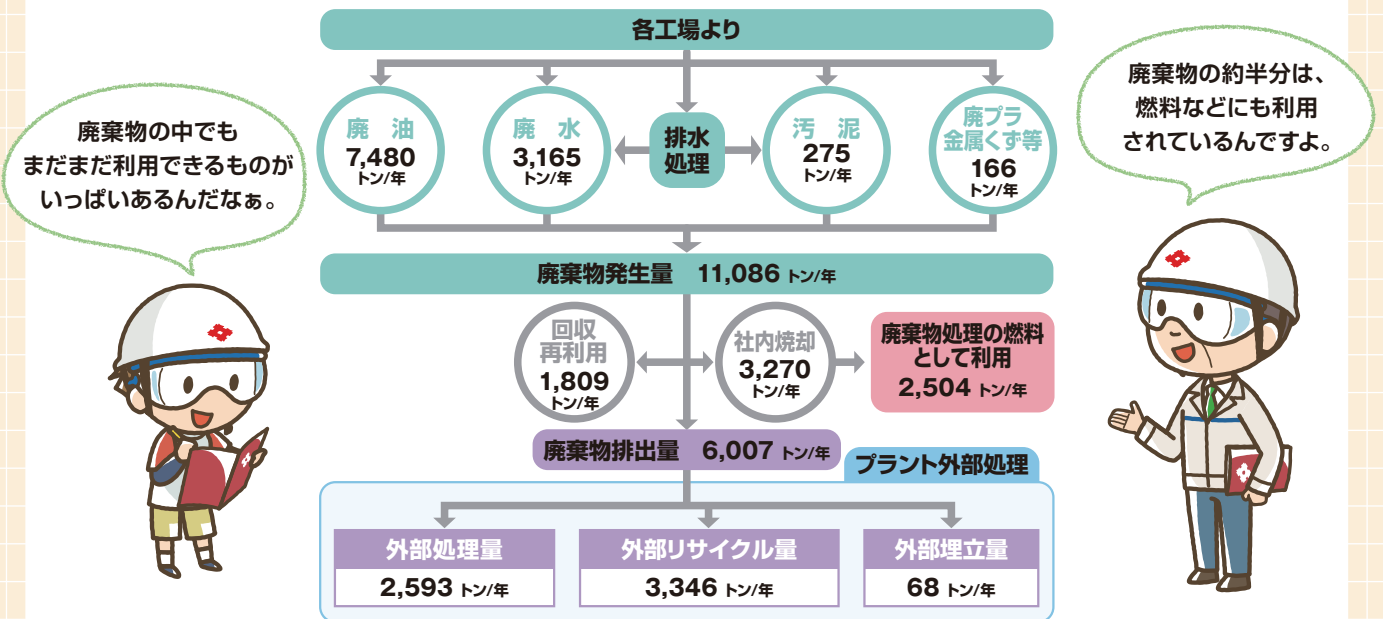 各工場より
廃棄物の中でも
まだまだ利用できるものが
いっぱいあるんだなぁ。
廃棄物の約半分は、
燃料などにも利用
されているんですよ。
廃 油
7,480
トン/年
廃 水
3,165
トン/年
排水
処理
汚 泥
275
トン/年
廃プラ
金属くず等
166
トン/年
廃棄物発生量 11,086 トン/年
回収
再利用
1,809
トン/年
社内焼却
3,270
トン/年
廃棄物処理の燃料
として利用
2,504 トン/年
廃棄物排出量 6,007 トン/年
プラント外部処理
外部処理量
2,593 トン/年
外部リサイクル量
3,346 トン/年
外部埋立量
68 トン/年